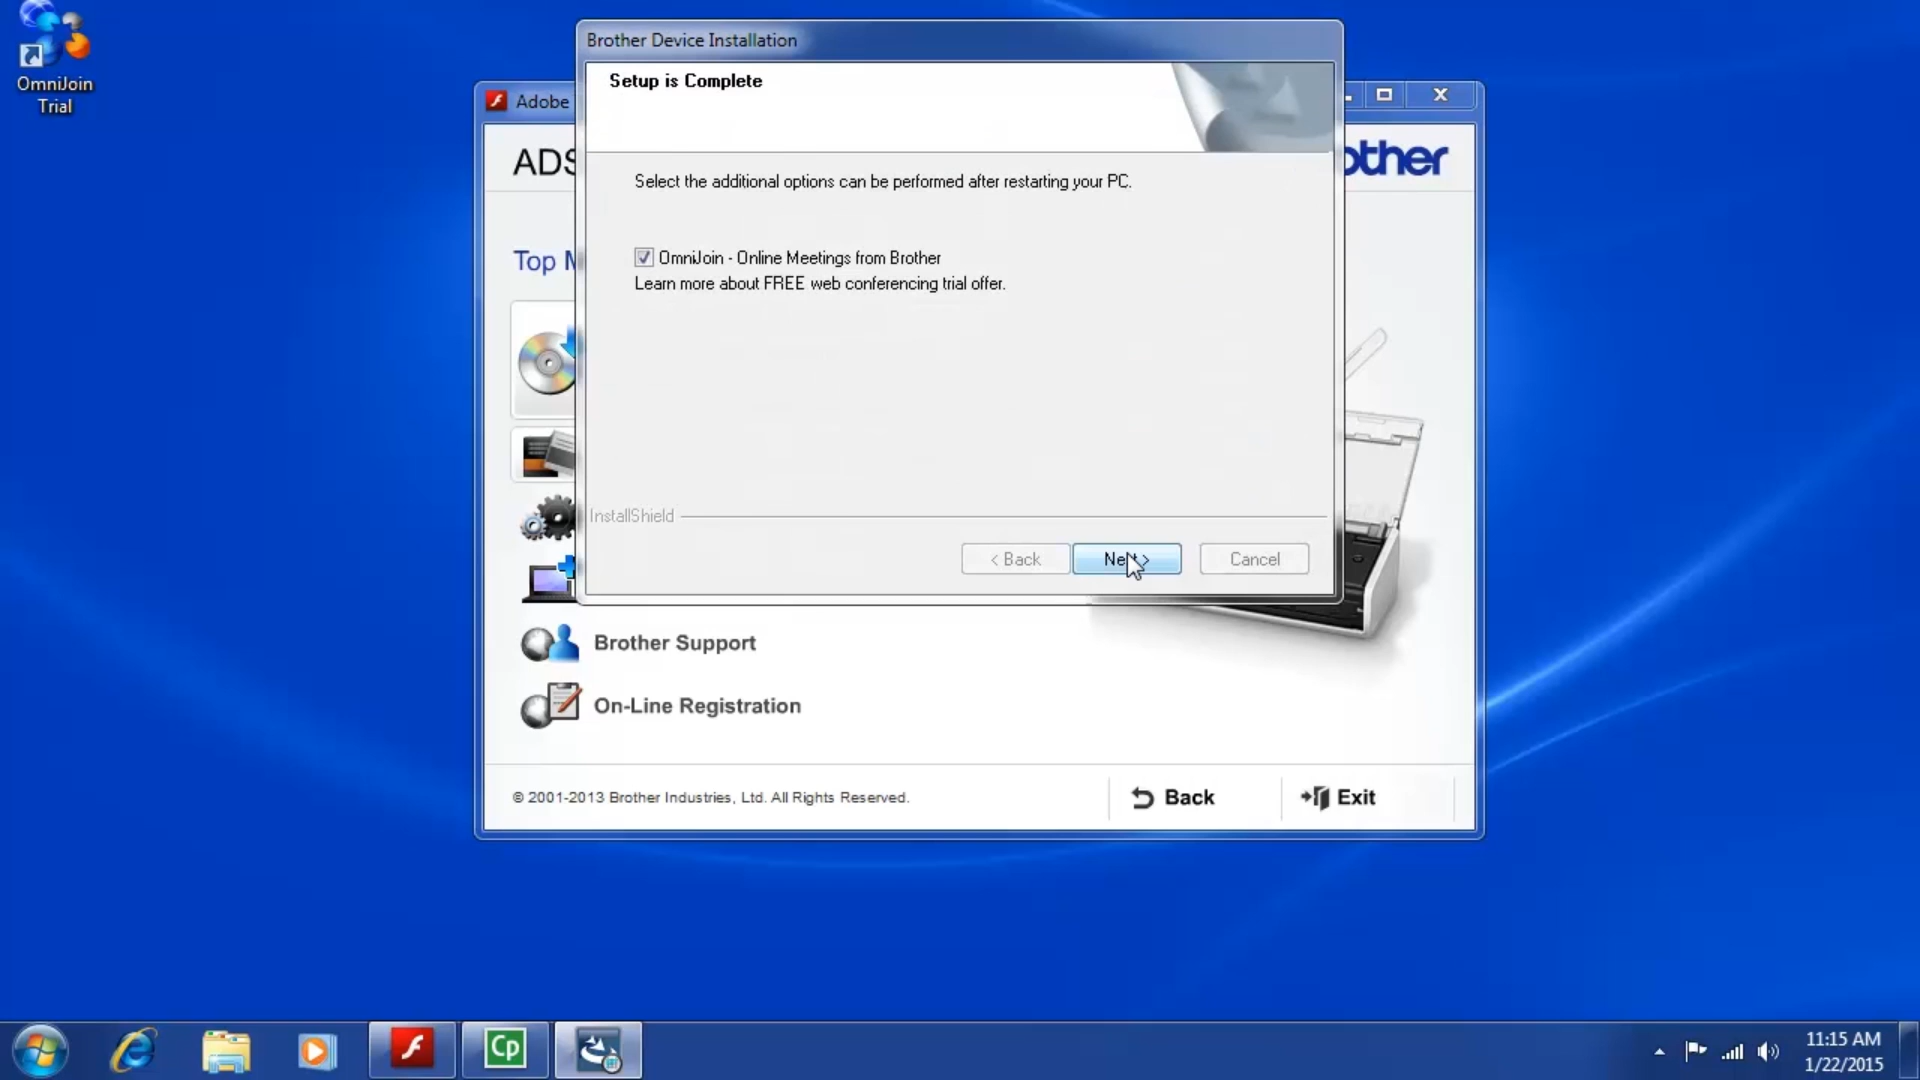 OmniJoin
Trial
Brother Device Installation
Setup is Complete
Adobe
Select the additional options can be performed after restarting your PC.
OmniJoin - Online Meetings from Brother
Learn more about FREE web conferencing trial offer.
Top M
InstallShield
< Back
Next >
Cancel
Brother Support
On-Line Registration
© 2001-2013 Brother Industries, Ltd. All Rights Reserved.
Back
Exit
Cp
11:15 AM
1/22/2015